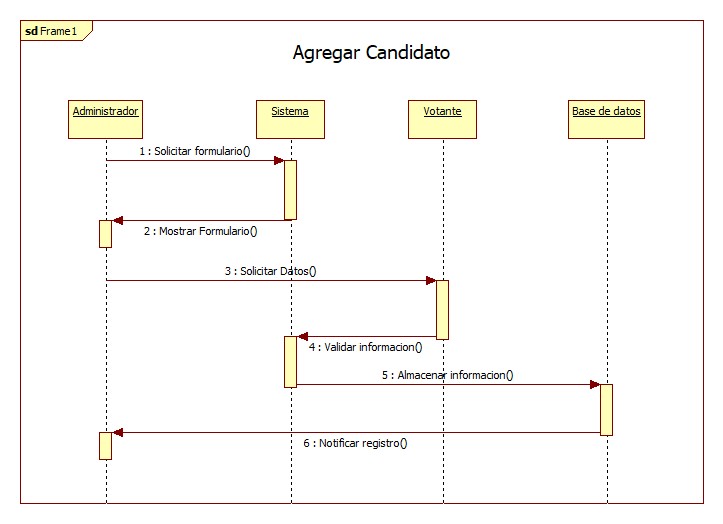 sd Frame1
Agregar Candidato
Administrador
Sistema
Votante
Base de datos
1 : Solicitar formulario()
2 : Mostrar Formulario()
3 : Solicitar Datos()
4 : Validar informacion()
5 : Almacenar informacion()
6 : Notificar registro()